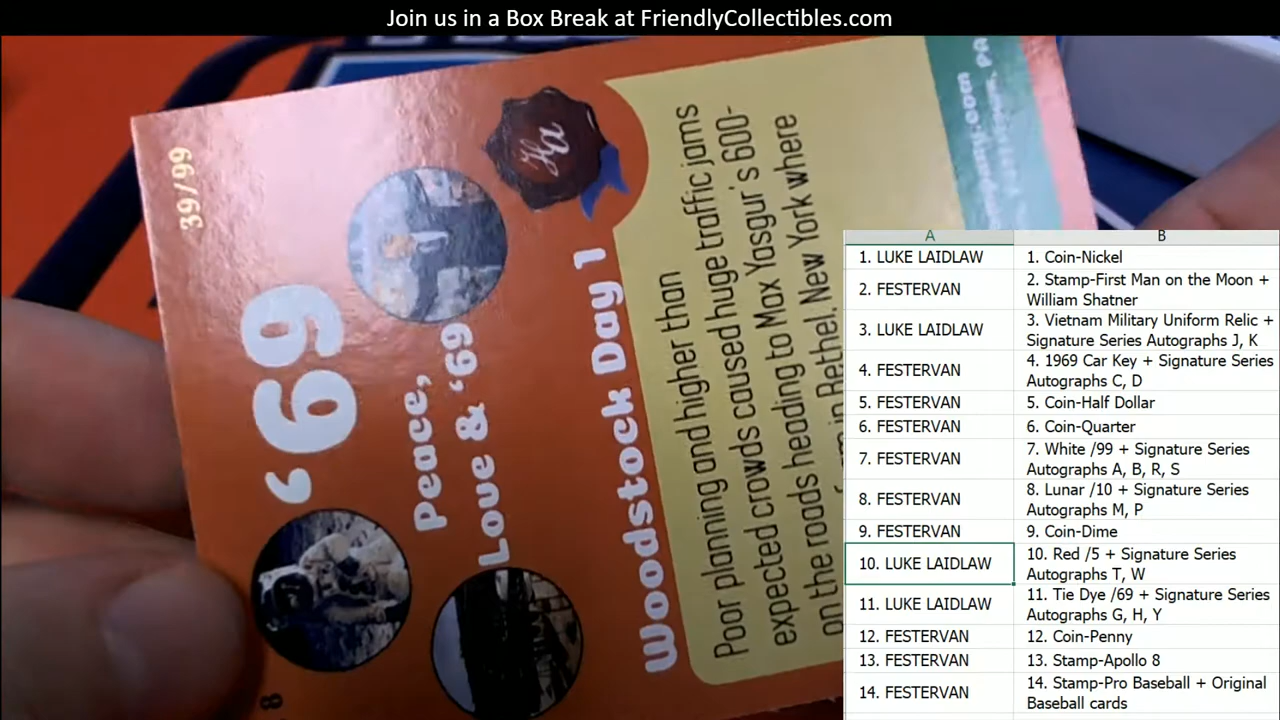 Join us in a Box Break at FriendlyCollectibles.com
39/99
'69
Peace,
Love & '69
Ha
Woodstock Day 1
Poor planning and higher than
expected crowds caused huge traffic jams
on the roads heading to Max Yasgur's 600-
in Bethel, New York where
8
A B
1. LUKE LAIDLAW 1. Coin-Nickel
2. FESTERVAN 2. Stamp-First Man on the Moon +
William Shatner
3. LUKE LAIDLAW 3. Vietnam Military Uniform Relic +
Signature Series Autographs J, K
4. FESTERVAN 4. 1969 Car Key + Signature Series
Autographs C, D
5. FESTERVAN 5. Coin-Half Dollar
6. FESTERVAN 6. Coin-Quarter
7. FESTERVAN 7. White /99 + Signature Series
Autographs A, B, R, S
8. FESTERVAN 8. Lunar /10 + Signature Series
Autographs M, P
9. FESTERVAN 9. Coin-Dime
10. LUKE LAIDLAW 10. Red /5 + Signature Series
Autographs T, W
11. LUKE LAIDLAW 11. Tie Dye /69 + Signature Series
Autographs G, H, Y
12. FESTERVAN 12. Coin-Penny
13. FESTERVAN 13. Stamp-Apollo 8
14. FESTERVAN 14. Stamp-Pro Baseball + Original
Baseball cards